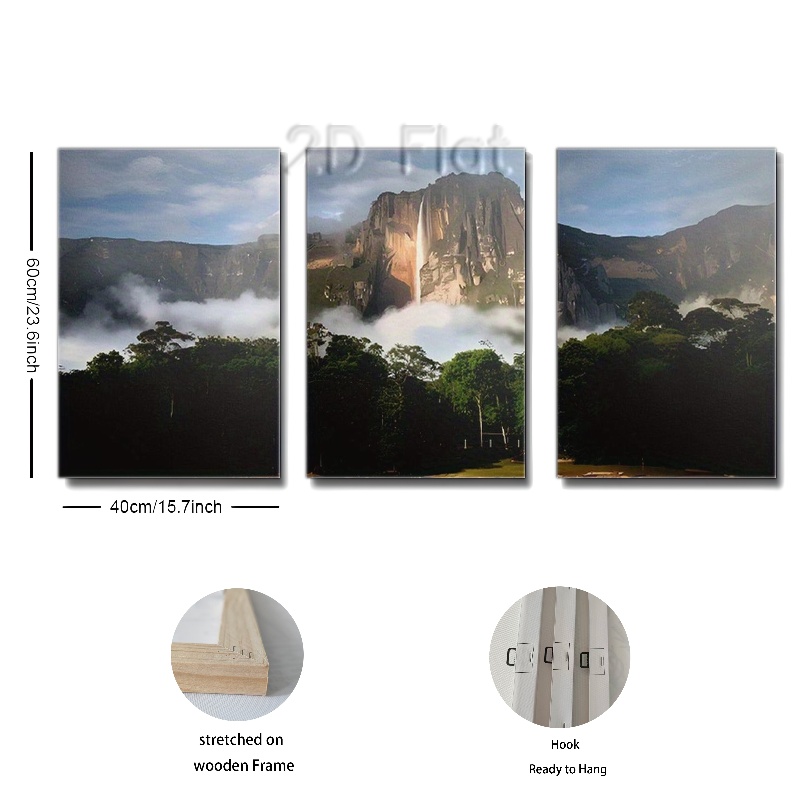 2D Flat
60cm/23.6inch
40cm/15.7inch
stretched on
wooden Frame
Hook
Ready to Hang